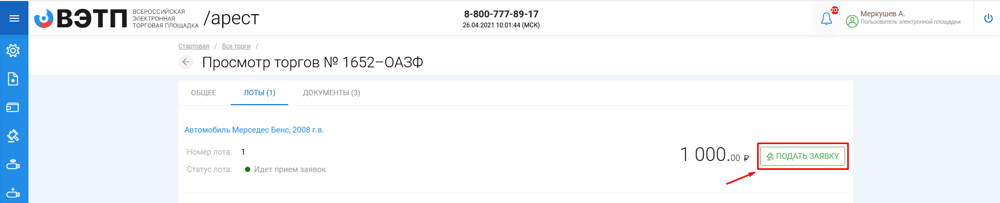 ВЭТП
ВСЕРОССИЙСКАЯ
ЭЛЕКТРОННАЯ
ТОРГОВАЯ ПЛОЩАДКА
/арест
8-800-777-89-17
26.04.2021 10:01:44 (МСК)
202
Меркушев А.
Пользователь электронной площадки
Стартовая / Все торги /
Просмотр торгов № 1652–ОАЗФ
ОБЩЕЕ ЛОТЫ (1) ДОКУМЕНТЫ (3)
Автомобиль Мерседес Бенс, 2008 г.в.
Номер лота: 1
1 000.00 ₽
ПОДАТЬ ЗАЯВКУ
Статус лота: Идет прием заявок